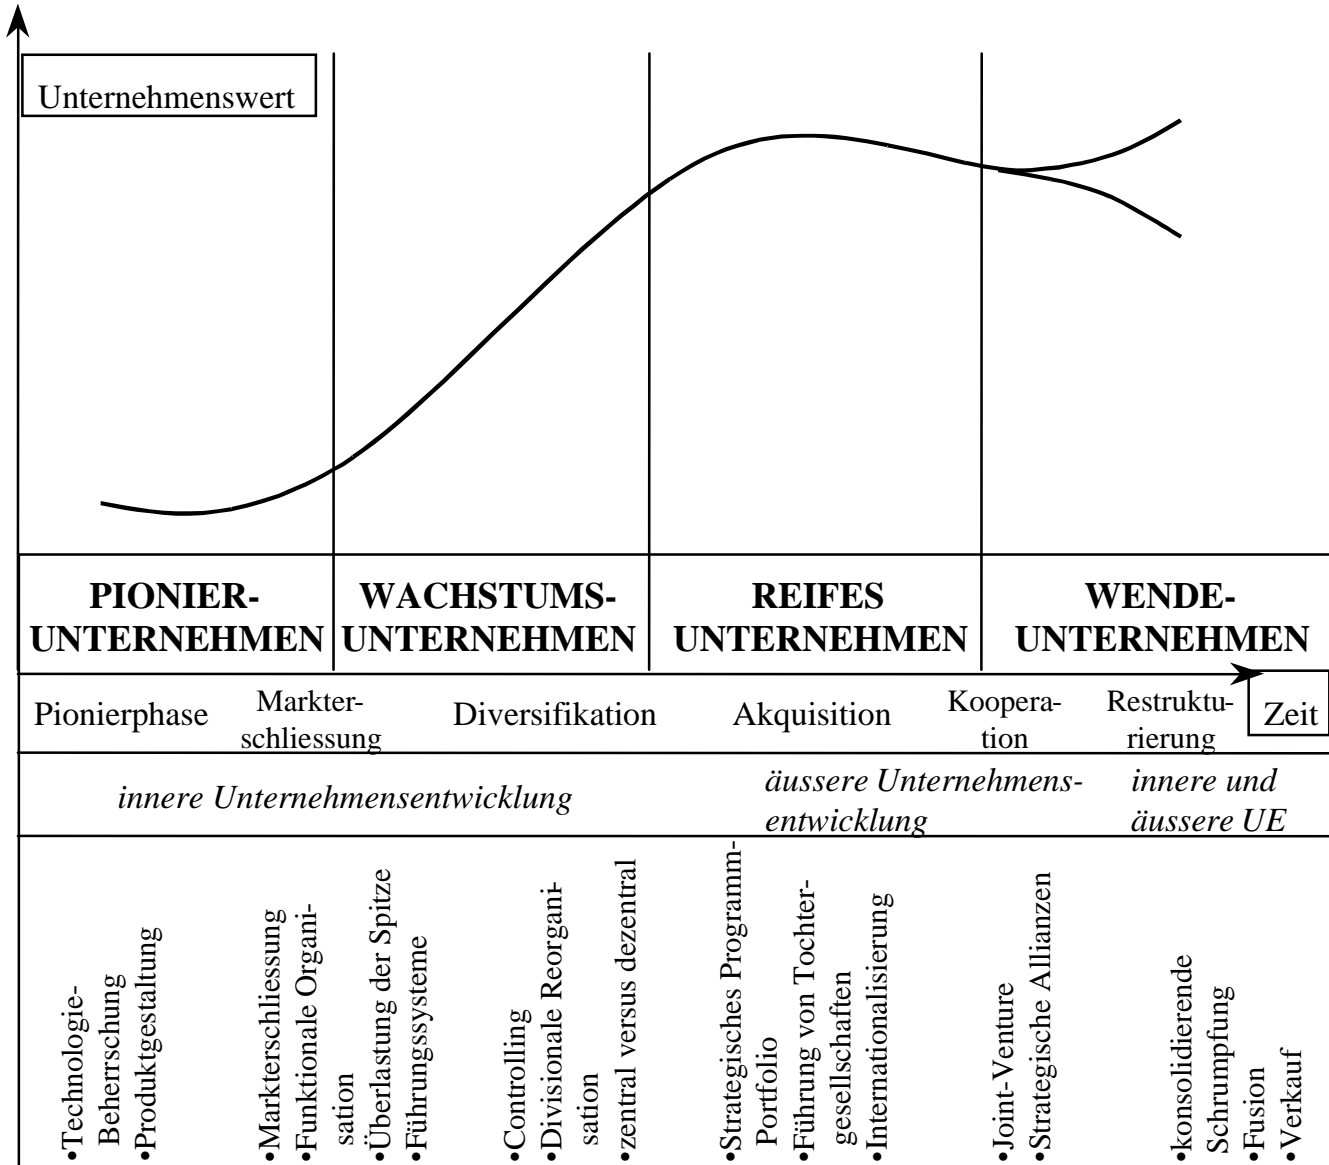 Unternehmenswert
PIONIER-
UNTERNEHMEN
WACHSTUMS-
UNTERNEHMEN
REIFES
UNTERNEHMEN
WENDE-
UNTERNEHMEN
Pionierphase
Markter-
schliessung
Diversifikation
Akquisition
Koopera-
tion
Restruktu-
rierung
Zeit
innere Unternehmensentwicklung
äussere Unternehmens-
entwicklung
innere und
äussere UE
•Technologie-
Beherrschung
•Produktgestaltung
•Markterschliessung
•Funktionale Organi-
sation
•Überlastung der Spitze
•Führungssysteme
•Controlling
•Divisionale Reorgani-
sation
•zentral versus dezentral
•Strategisches Programm-
Portfolio
•Führung von Tochter-
gesellschaften
•Internationalisierung
•Joint-Venture
•Strategische Allianzen
•konsolidierende
Schrumpfung
•Fusion
•Verkauf